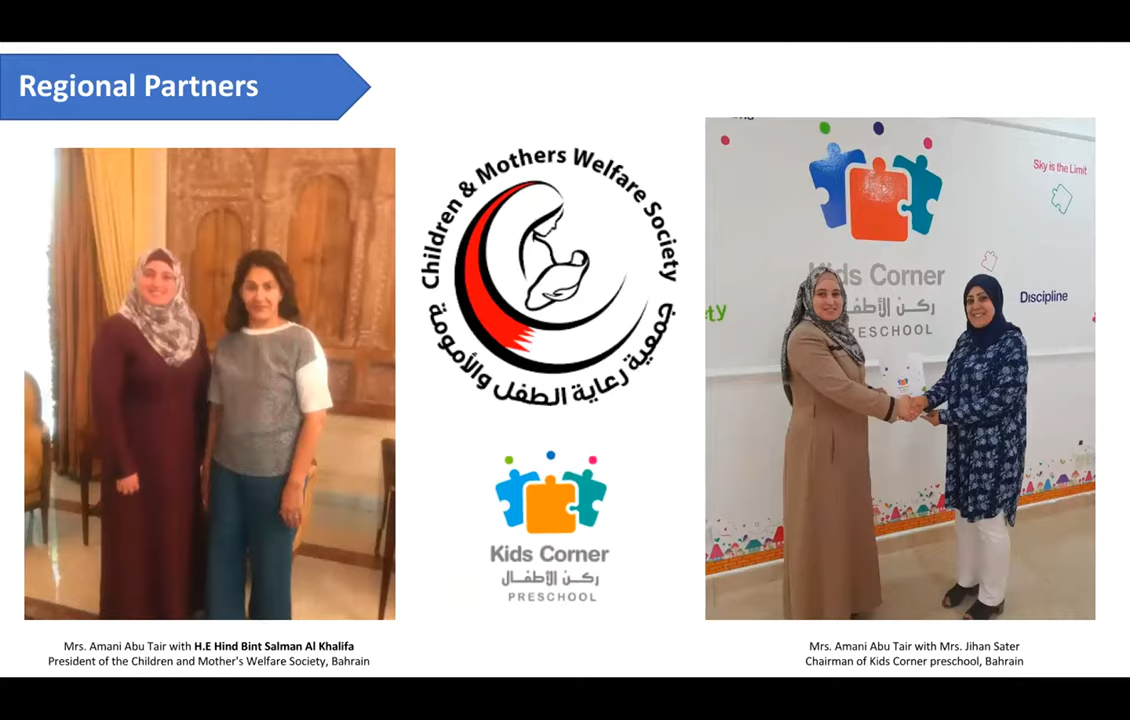 Regional Partners
Children & Mothers Welfare Society
جمعية رعاية الطفل والأمومة
Sky is the Limit
Kids Corner
ركن الأطفال
PRESCHOOL
Discipline
Kids Corner
ركن الأطفال
PRESCHOOL
Mrs. Amani Abu Tair with H.E Hind Bint Salman Al Khalifa
President of the Children and Mother's Welfare Society, Bahrain
Mrs. Amani Abu Tair with Mrs. Jihan Sater
Chairman of Kids Corner preschool, Bahrain